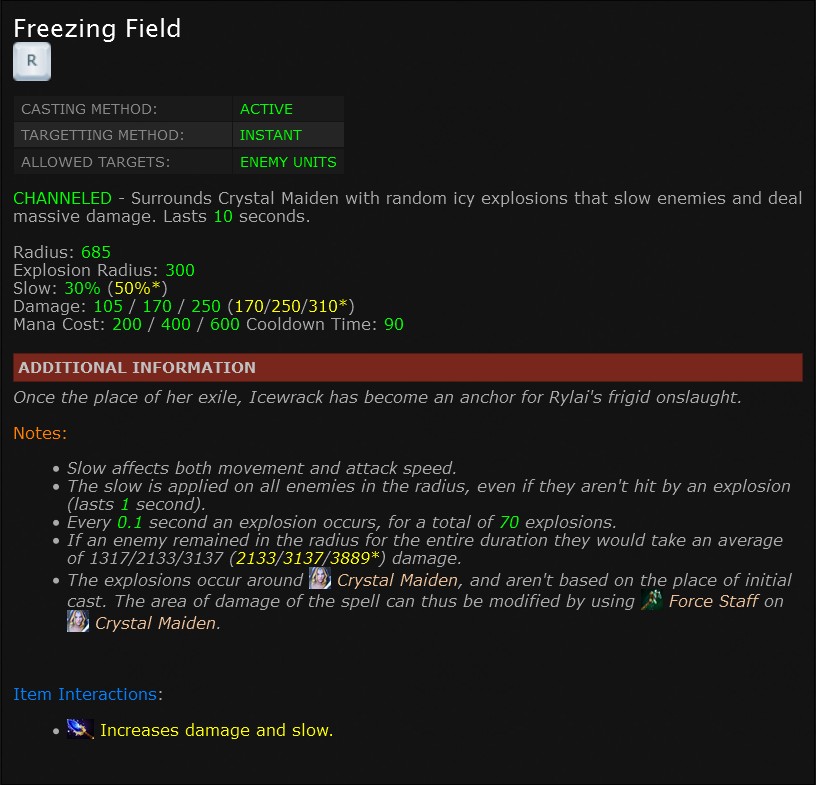 Freezing Field
R
CASTING METHOD: ACTIVE
TARGETTING METHOD: INSTANT
ALLOWED TARGETS: ENEMY UNITS
CHANNELED - Surrounds Crystal Maiden with random icy explosions that slow enemies and deal
massive damage. Lasts 10 seconds.
Radius: 685
Explosion Radius: 300
Slow: 30% (50%*)
Damage: 105 / 170 / 250 (170/250/310*)
Mana Cost: 200 / 400 / 600 Cooldown Time: 90
ADDITIONAL INFORMATION
Once the place of her exile, Icewrack has become an anchor for Rylai's frigid onslaught.
Notes:
• Slow affects both movement and attack speed.
• The slow is applied on all enemies in the radius, even if they aren't hit by an explosion
(lasts 1 second).
• Every 0.1 second an explosion occurs, for a total of 70 explosions.
• If an enemy remained in the radius for the entire duration they would take an average
of 1317/2133/3137 (2133/3137/3889*) damage.
• The explosions occur around Crystal Maiden, and aren't based on the place of initial
cast. The area of damage of the spell can thus be modified by using Force Staff on
Crystal Maiden.
Item Interactions:
• Increases damage and slow.